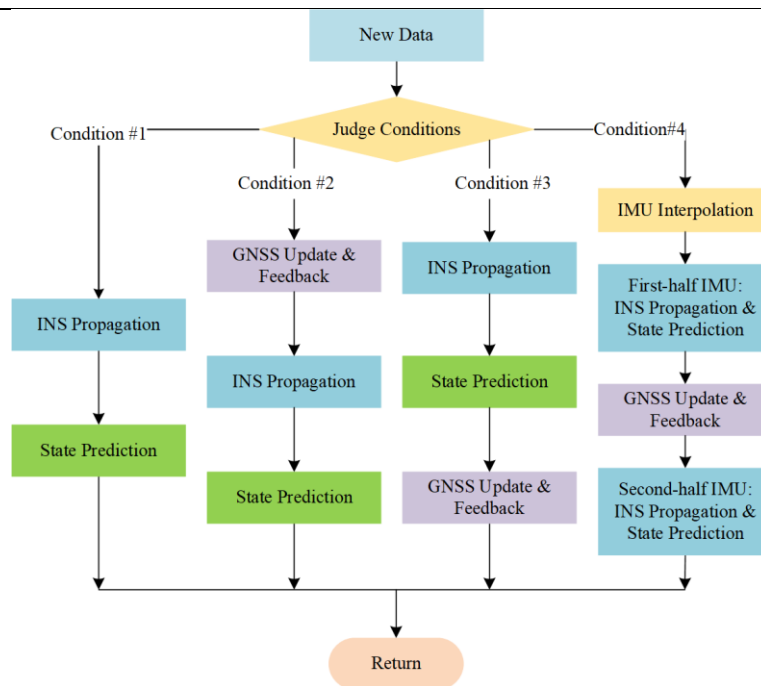 New Data
Judge Conditions
Condition #1
Condition #2
Condition #3
Condition#4
INS Propagation
State Prediction
GNSS Update &
Feedback
INS Propagation
State Prediction
INS Propagation
State Prediction
GNSS Update &
Feedback
IMU Interpolation
First-half IMU:
INS Propagation &
State Prediction
GNSS Update &
Feedback
Second-half IMU:
INS Propagation &
State Prediction
Return